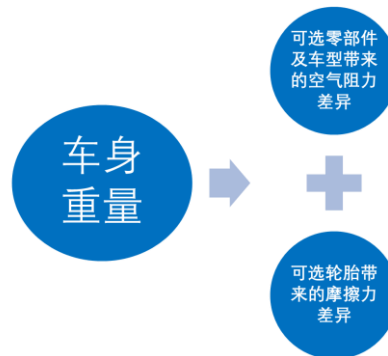 车身
重量
可选零部件
及车型带来
的空气阻力
差异
可选轮胎带
来的摩擦力
差异